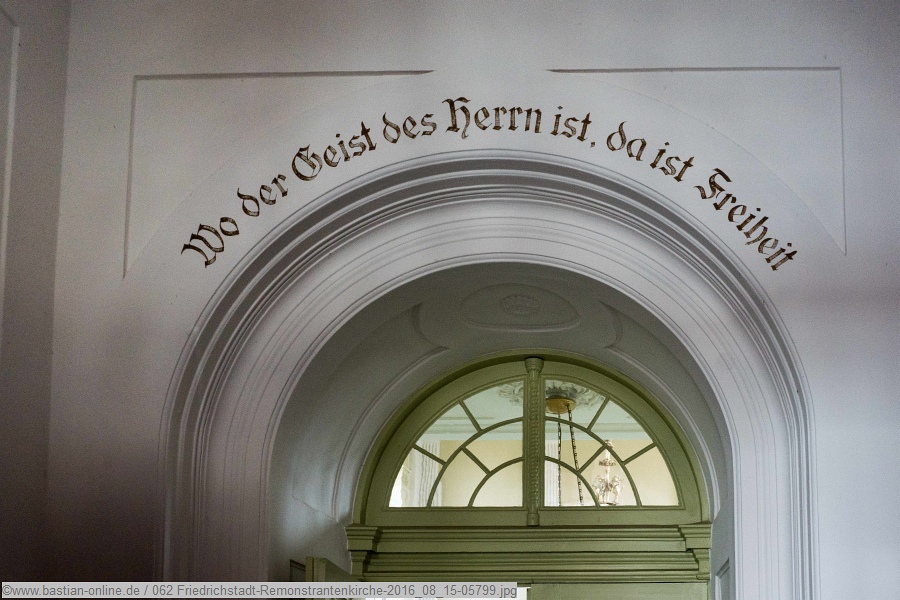 Wo der Geist des Herrn ist, da ist Freiheit
©www.bastian-online.de / 062 Friedrichstadt-Remonstrantenkirche-2016_08_15-05799.jpg